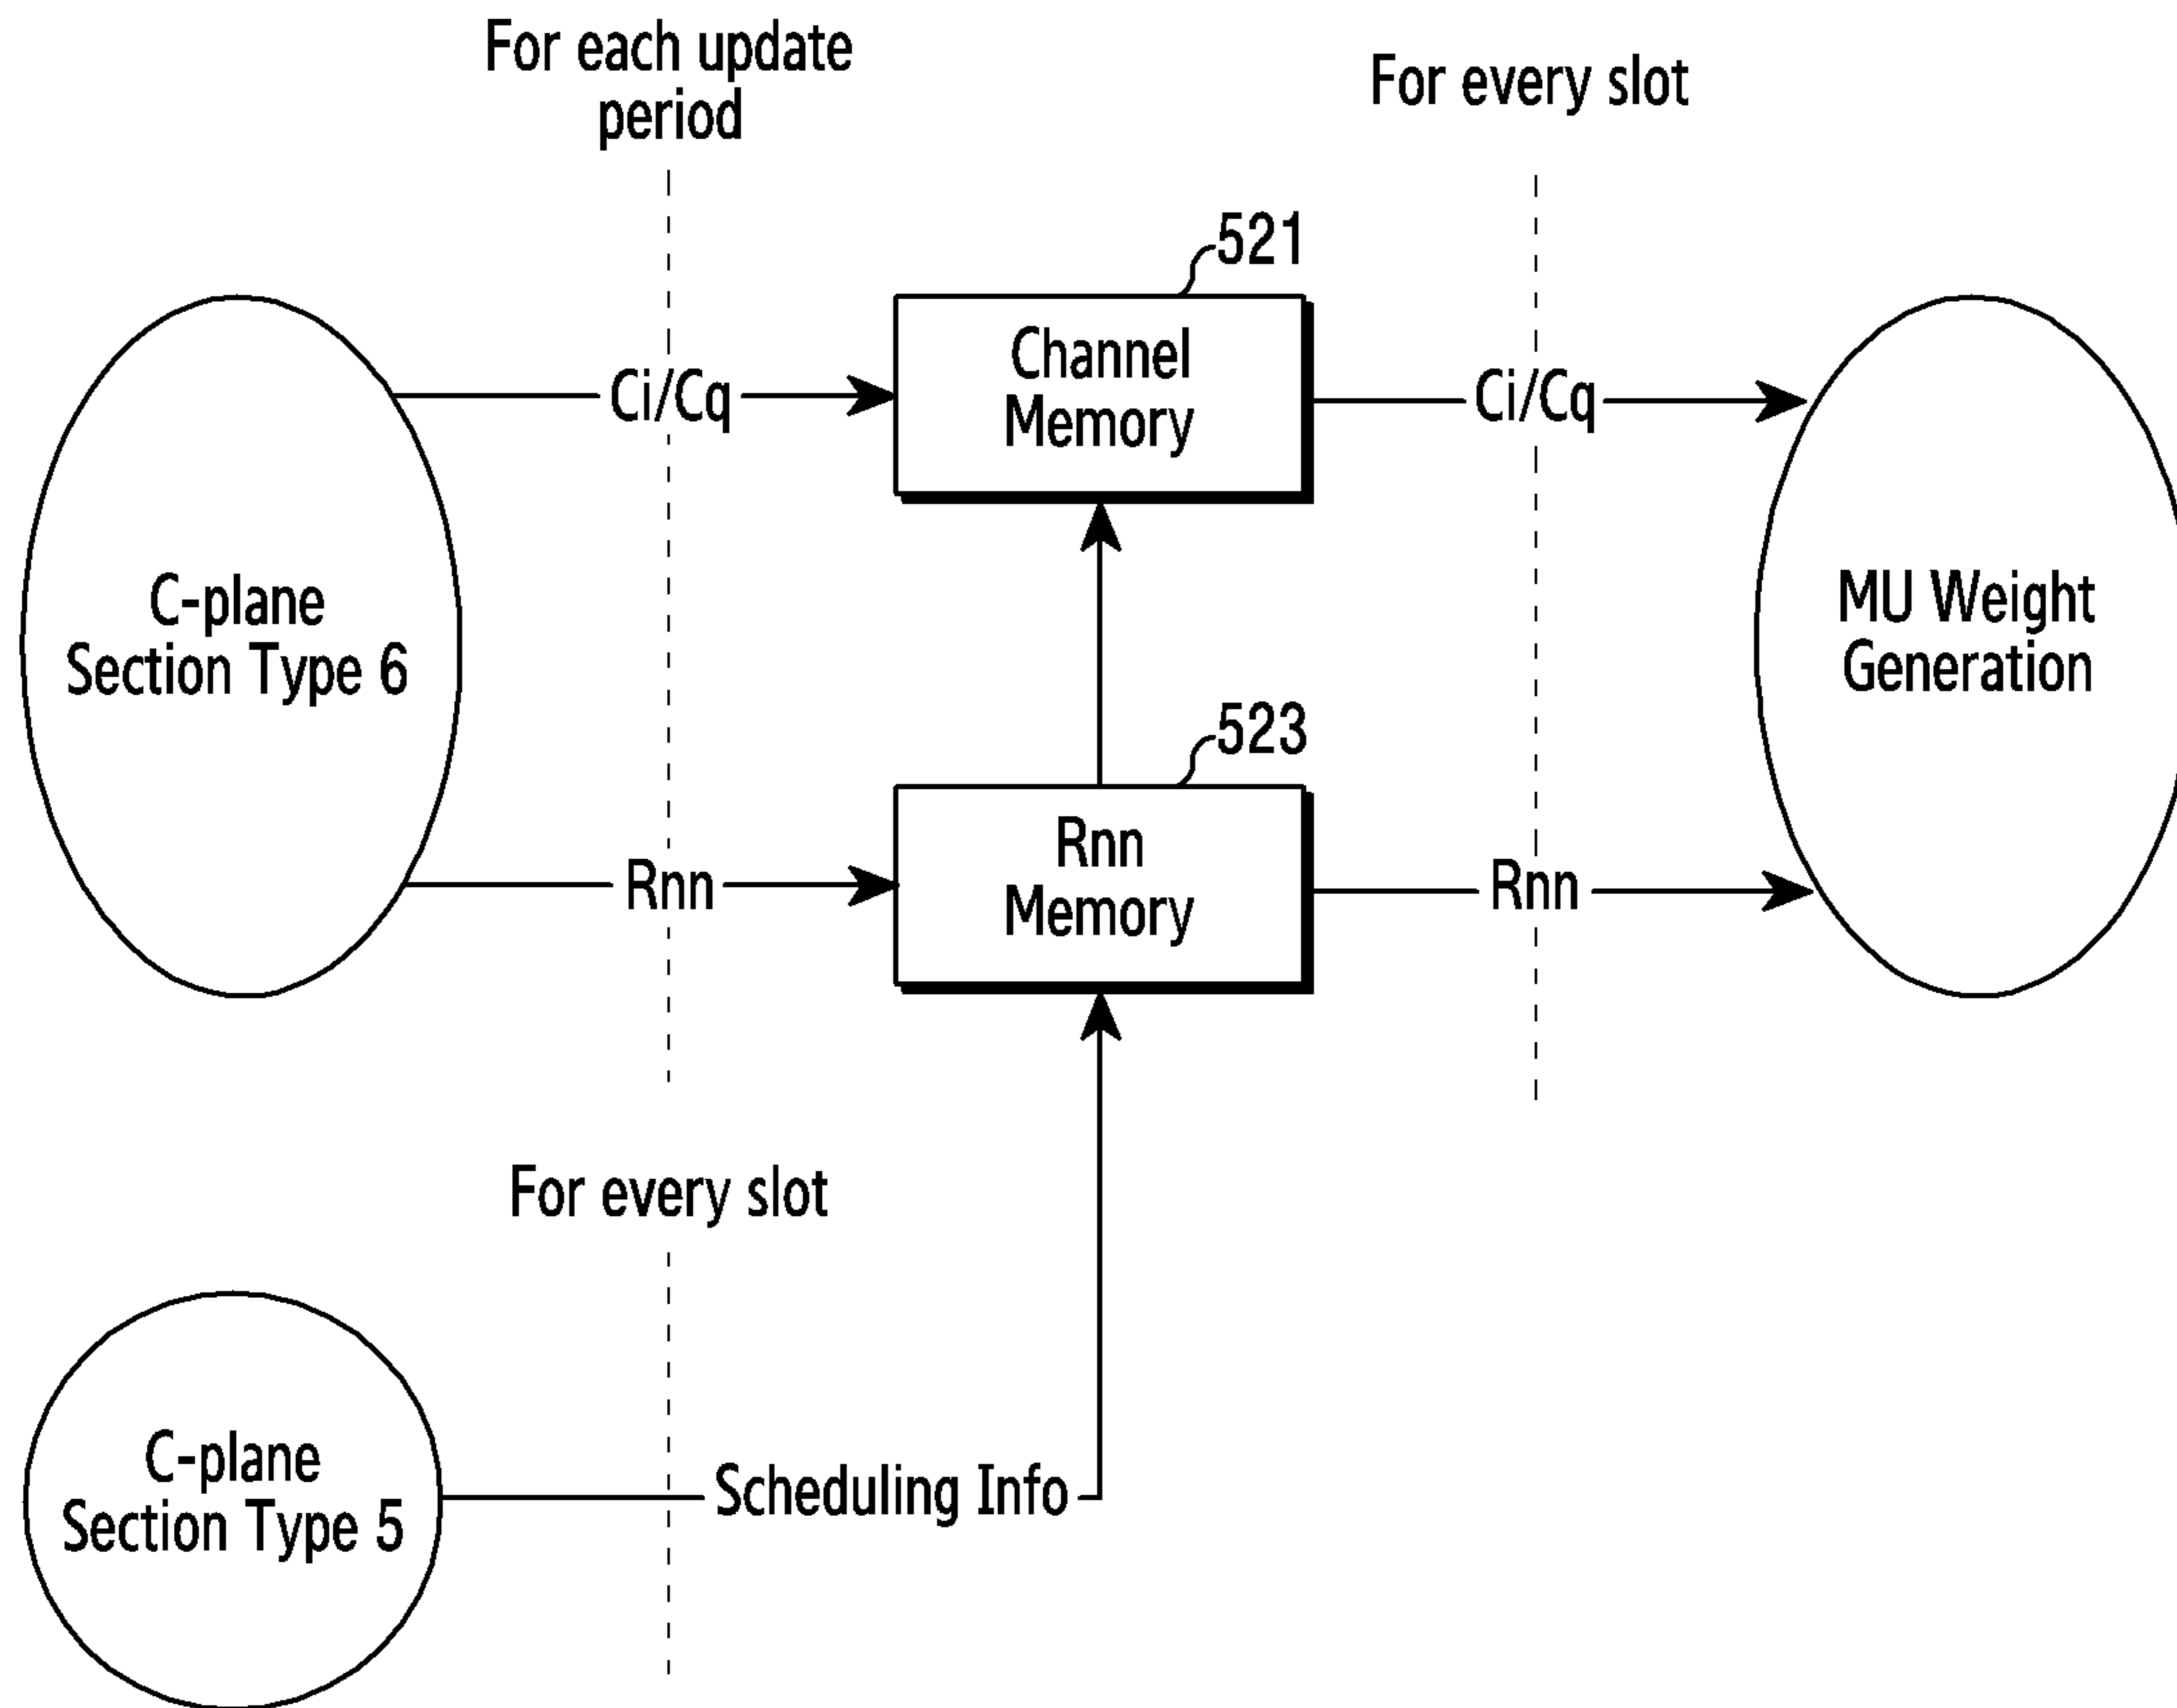 For each update
period
For every slot
521
Ci/Cq
Channel
Memory
Ci/Cq
C-plane
Section Type 6
MU Weight
Generation
523
Rnn
Rnn
Memory
Rnn
For every slot
C-plane
Section Type 5
Scheduling Info